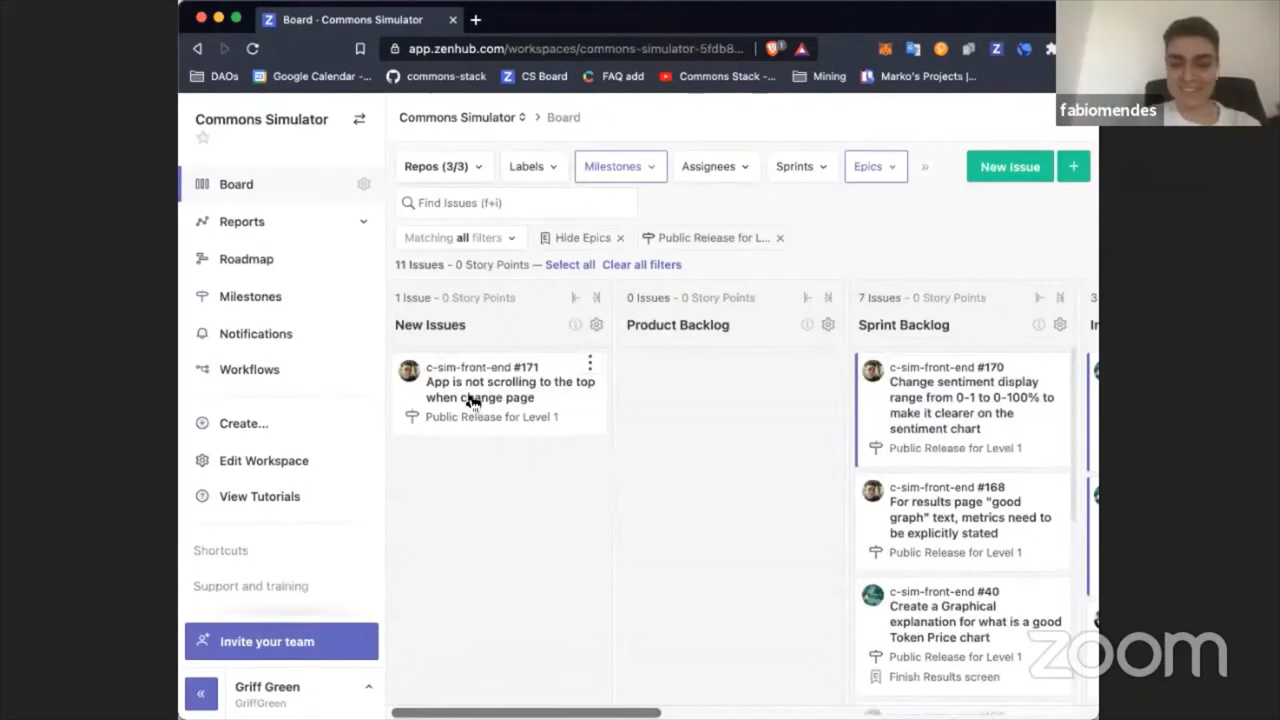 Board · Commons Simulator
app.zenhub.com/workspaces/commons-simulator-5fdb8...
DAOs
Google Calendar -...
commons-stack
CS Board
FAQ add
Commons Stack -...
Mining
Marko's Projects |...
fabiomendes
Commons Simulator
Board
Reports
Roadmap
Milestones
Notifications
Workflows
Create...
Edit Workspace
View Tutorials
Shortcuts
Support and training
Invite your team
Griff Green
GriffGreen
Commons Simulator > Board
Repos (3/3)
Labels
Milestones
Assignees
Sprints
Epics
New Issue
Find Issues (f+i)
Matching all filters
Hide Epics
Public Release for L...
11 Issues - 0 Story Points — Select all Clear all filters
1 Issue - 0 Story Points
New Issues
c-sim-front-end #171
App is not scrolling to the top
when change page
Public Release for Level 1
0 Issues - 0 Story Points
Product Backlog
7 Issues - 0 Story Points
Sprint Backlog
c-sim-front-end #170
Change sentiment display
range from 0-1 to 0-100% to
make it clearer on the
sentiment chart
Public Release for Level 1
c-sim-front-end #168
For results page "good
graph" text, metrics need to
be explicitly stated
Public Release for Level 1
c-sim-front-end #40
Create a Graphical
explanation for what is a good
Token Price chart
Public Release for Level 1
Finish Results screen
zoom